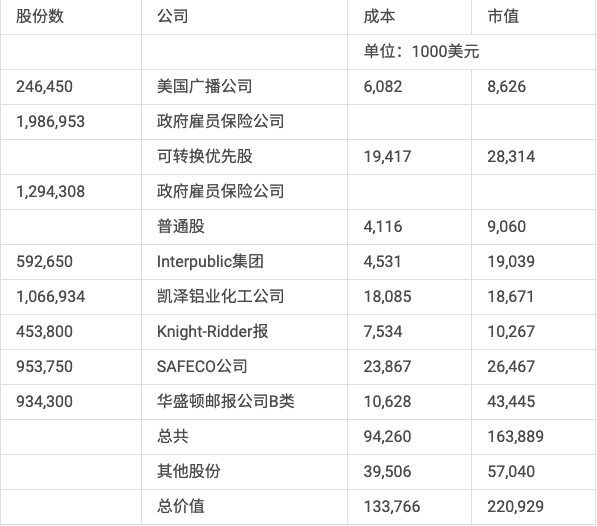 股份数 公司 成本 市值
单位：1000美元
246,450 美国广播公司 6,082 8,626
1,986,953 政府雇员保险公司
可转换优先股 19,417 28,314
1,294,308 政府雇员保险公司
普通股 4,116 9,060
592,650 Interpublic集团 4,531 19,039
1,066,934 凯泽铝业化工公司 18,085 18,671
453,800 Knight-Ridder报 7,534 10,267
953,750 SAFECO公司 23,867 26,467
934,300 华盛顿邮报公司B类 10,628 43,445
总共 94,260 163,889
其他股份 39,506 57,040
总价值 133,766 220,929